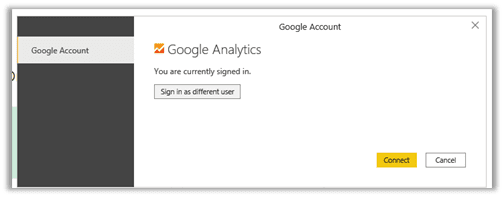 Google Account
Google Account
Google Analytics
You are currently signed in.
Sign in as different user
Connect
Cancel